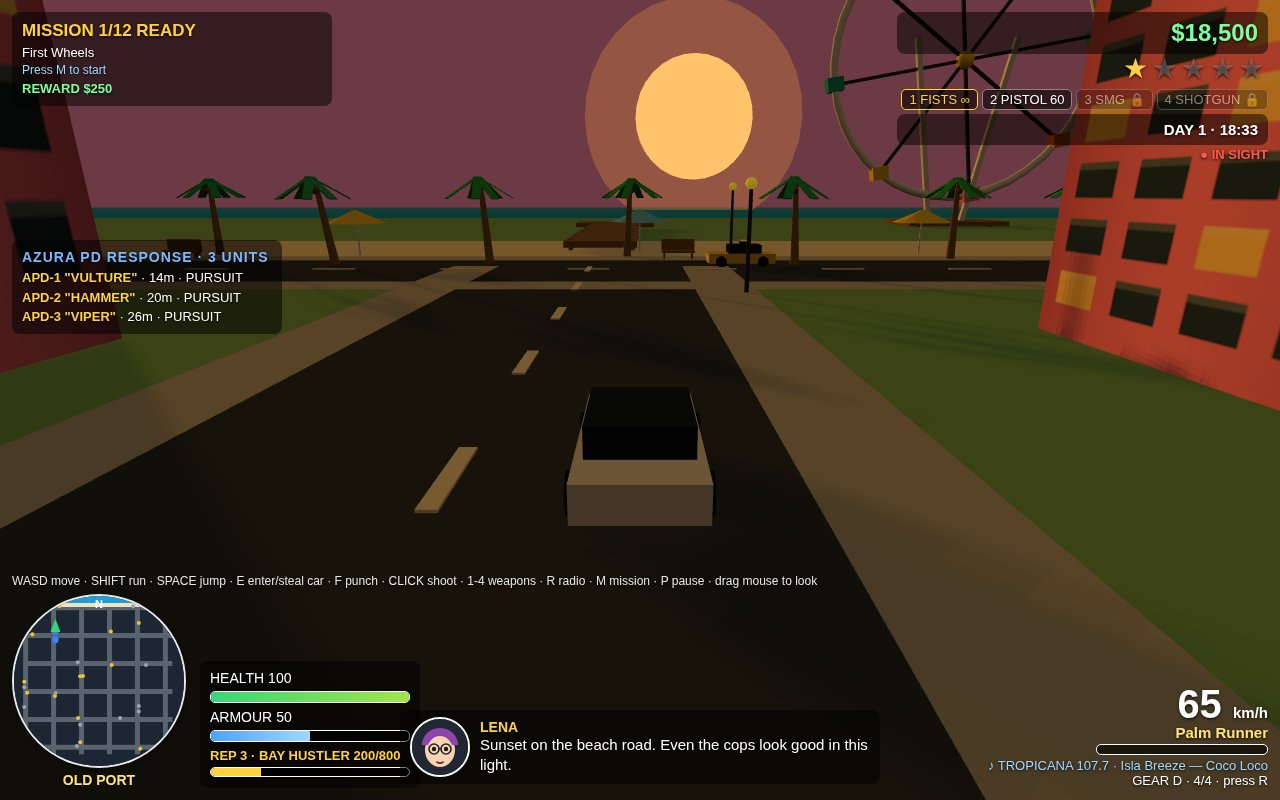 MISSION 1/12 READY
First Wheels
Press M to start
REWARD $250
$18,500
★★★★★
1 FISTS ∞ 2 PISTOL 60 3 SMG 🔒 4 SHOTGUN 🔒
DAY 1 · 18:33
● IN SIGHT
AZURA PD RESPONSE · 3 UNITS
APD-1 "VULTURE" · 14m · PURSUIT
APD-2 "HAMMER" · 20m · PURSUIT
APD-3 "VIPER" · 26m · PURSUIT
WASD move · SHIFT run · SPACE jump · E enter/steal car · F punch · CLICK shoot · 1-4 weapons · R radio · M mission · P pause · drag mouse to look
N
OLD PORT
HEALTH 100
ARMOUR 50
REP 3 · BAY HUSTLER 200/800
LENA
Sunset on the beach road. Even the cops look good in this
light.
65 km/h
Palm Runner
♪ TROPICANA 107.7 · Isla Breeze — Coco Loco
GEAR D · 4/4 · press R